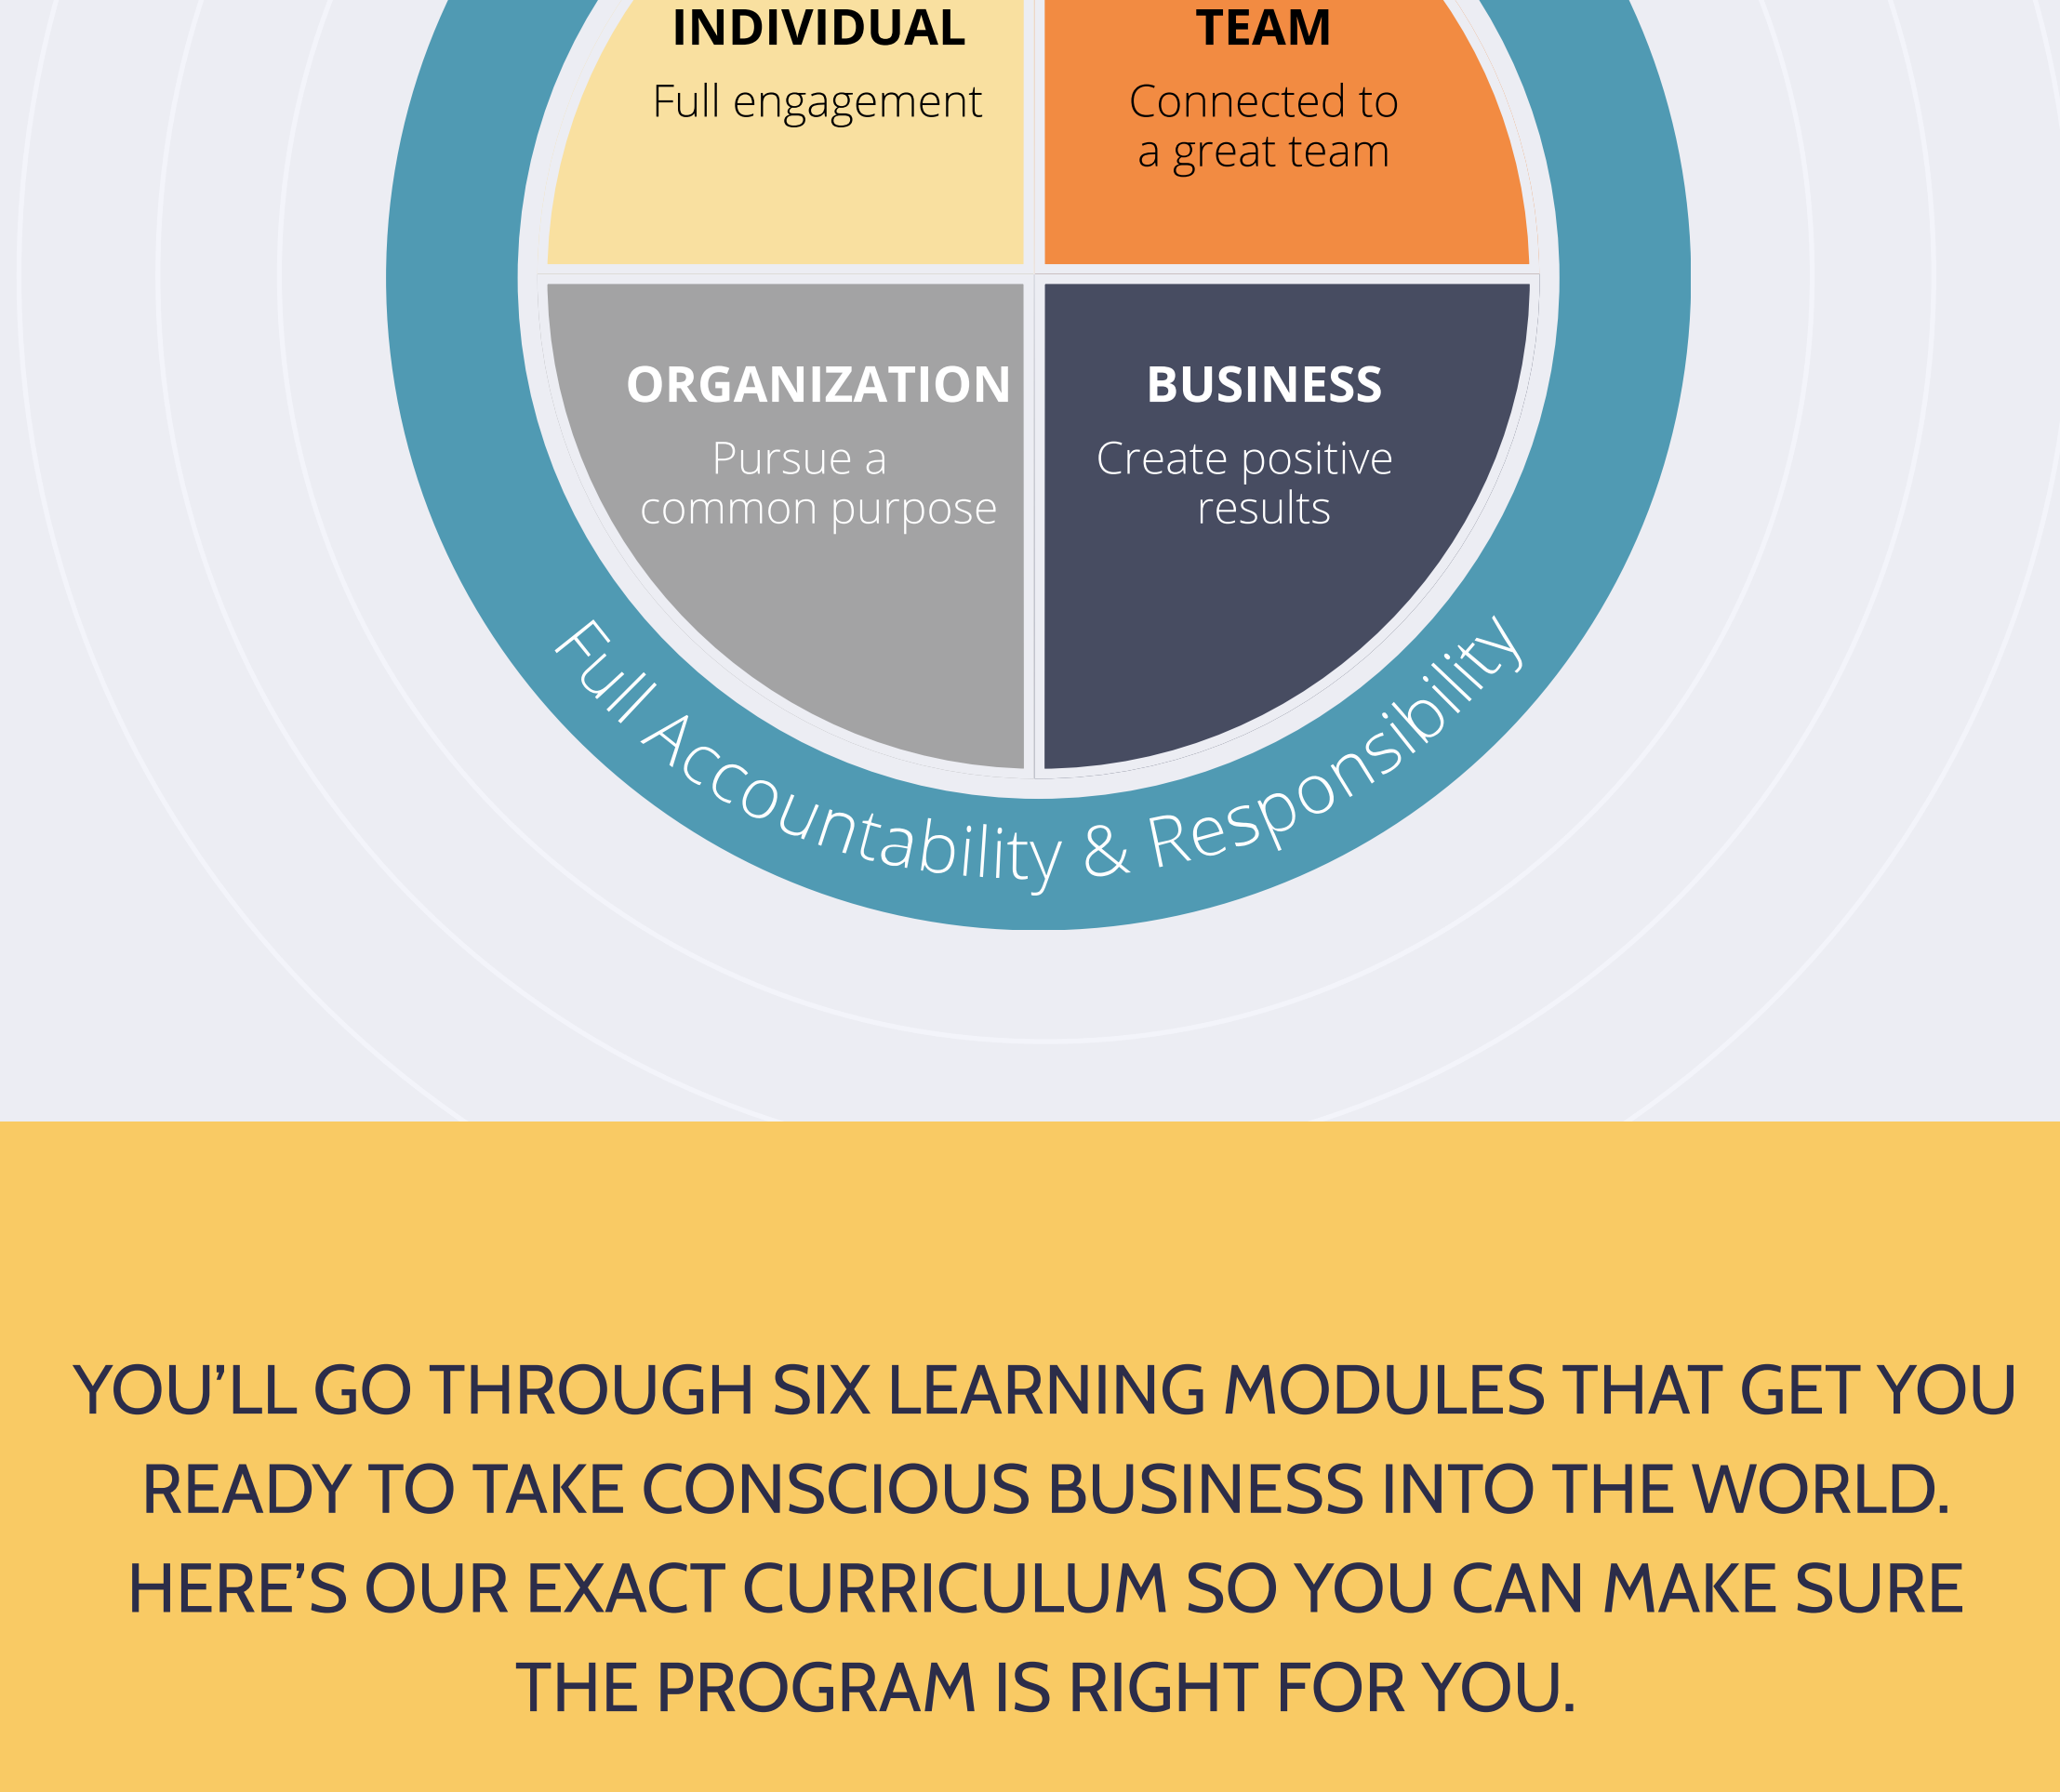 INDIVIDUAL
Full engagement
TEAM
Connected to
a great team
ORGANIZATION
Pursue a
common purpose
BUSINESS
Create positive
results
Full Accountability & Responsibility
YOU’LL GO THROUGH SIX LEARNING MODULES THAT GET YOU
READY TO TAKE CONSCIOUS BUSINESS INTO THE WORLD.
HERE’S OUR EXACT CURRICULUM SO YOU CAN MAKE SURE
THE PROGRAM IS RIGHT FOR YOU.